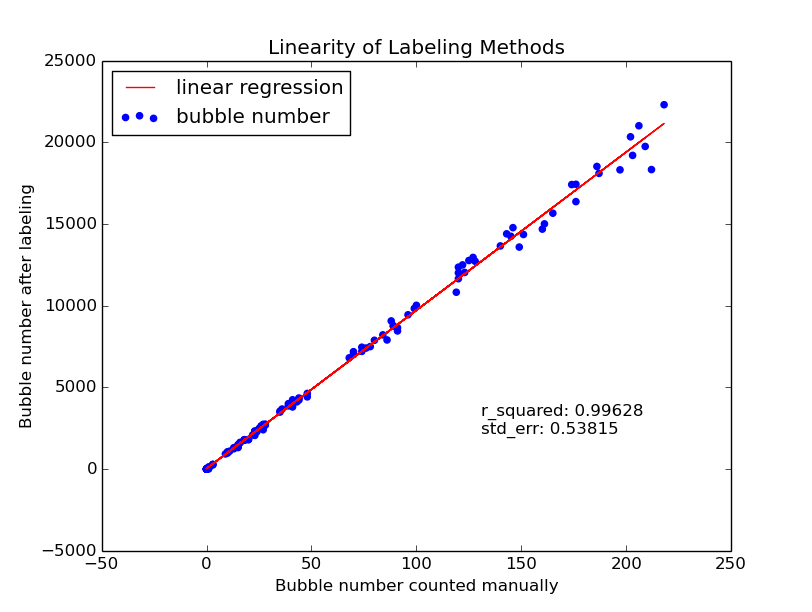 Linearity of Labeling Methods
25000
20000
15000
10000
5000
0
−5000
Bubble number after labeling
linear regression
bubble number
r_squared: 0.99628
std_err: 0.53815
−50 0 50 100 150 200 250
Bubble number counted manually